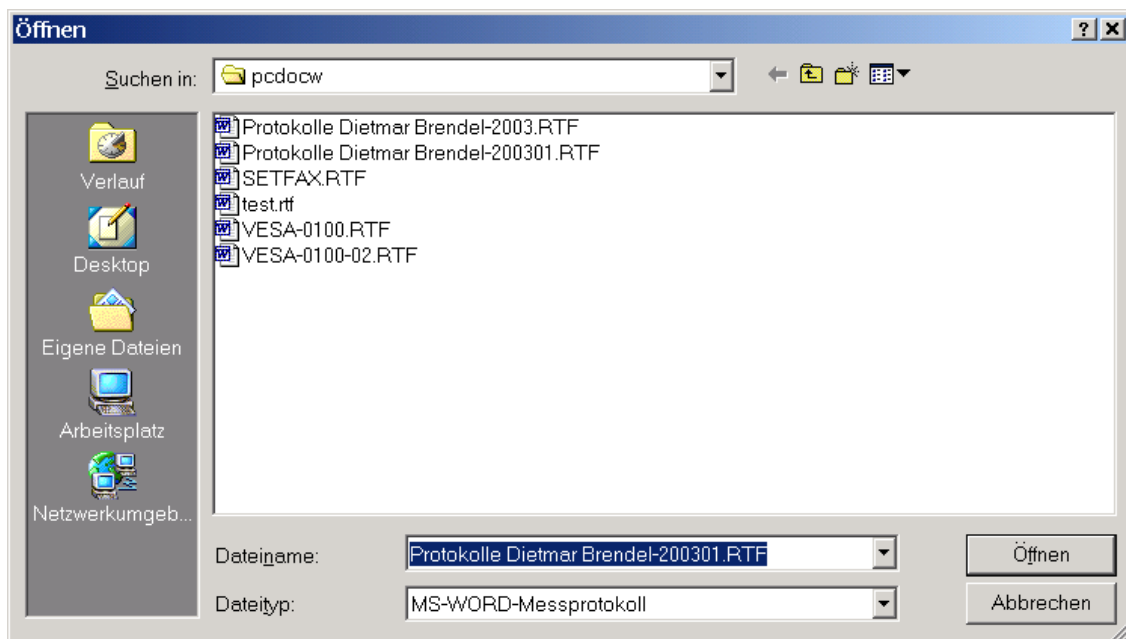 Öffnen
Suchen in:
pcdocw
Verlauf
Desktop
Eigene Dateien
Arbeitsplatz
Netzwerkumgeb...
Protokolle Dietmar Brendel-2003.RTF
Protokolle Dietmar Brendel-200301.RTF
SETFAX.RTF
test.rtf
VESA-0100.RTF
VESA-0100-02.RTF
Dateiname:
Protokolle Dietmar Brendel-200301.RTF
Öffnen
Dateityp:
MS-WORD-Messprotokoll
Abbrechen